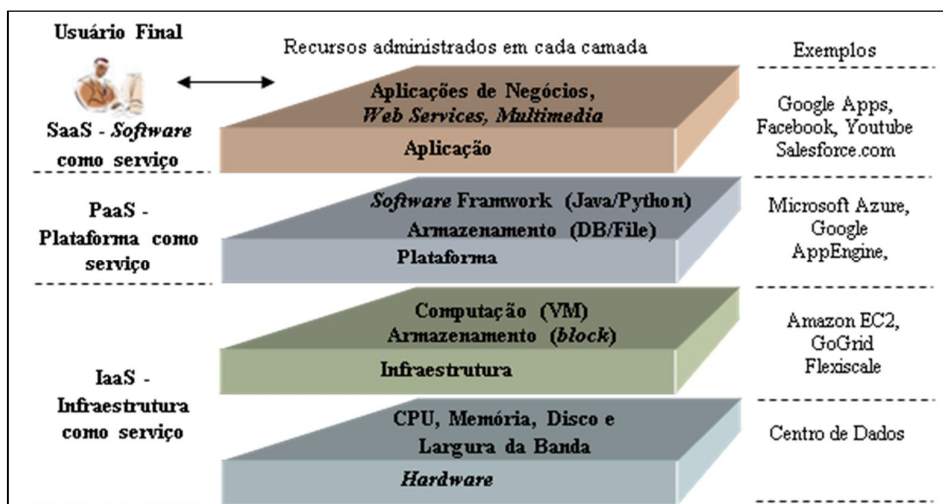 Usuário Final
Recursos administrados em cada camada
Exemplos
SaaS - Software
como serviço
Aplicações de Negócios,
Web Services, Multimedia
Aplicação
Google Apps,
Facebook, Youtube
Salesforce.com
PaaS -
Plataforma como
serviço
Software Framwork (Java/Python)
Armazenamento (DB/File)
Plataforma
Microsoft Azure,
Google
AppEngine,
IaaS -
Infraestrutura
como serviço
Computação (VM)
Armazenamento (block)
Infraestrutura
Amazon EC2,
GoGrid
Flexiscale
CPU, Memória, Disco e
Largura da Banda
Hardware
Centro de Dados